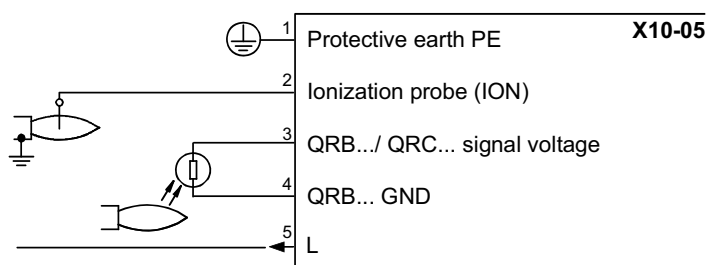 X10-05
1 Protective earth PE
2 Ionization probe (ION)
3 QRB.../ QRC... signal voltage
4 QRB... GND
5 L